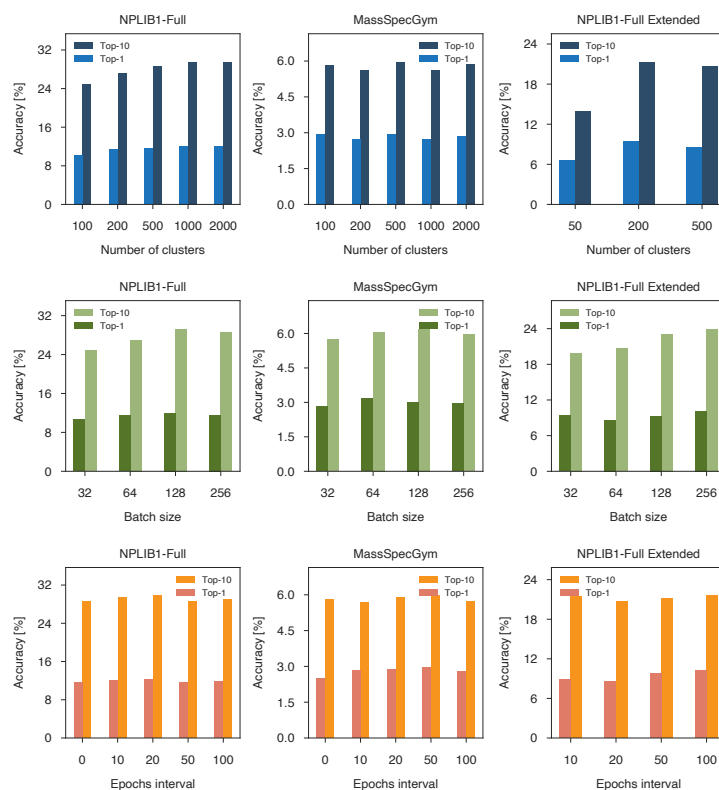 NPLIB1-Full
Accuracy [%]
32
24
16
8
0
Top-10
Top-1
100 200 500 1000 2000
Number of clusters
MassSpecGym
Accuracy [%]
6.0
4.5
3.0
1.5
0.0
Top-10
Top-1
100 200 500 1000 2000
Number of clusters
NPLIB1-Full Extended
Accuracy [%]
24
18
12
6
0
Top-10
Top-1
50 200 500
Number of clusters
NPLIB1-Full
Accuracy [%]
32
24
16
8
0
Top-10
Top-1
32 64 128 256
Batch size
MassSpecGym
Accuracy [%]
6.0
4.5
3.0
1.5
0.0
Top-10
Top-1
32 64 128 256
Batch size
NPLIB1-Full Extended
Accuracy [%]
24
18
12
6
0
Top-10
Top-1
32 64 128 256
Batch size
NPLIB1-Full
Accuracy [%]
32
24
16
8
0
Top-10
Top-1
0 10 20 50 100
Epochs interval
MassSpecGym
Accuracy [%]
6.0
4.5
3.0
1.5
0.0
Top-10
Top-1
0 10 20 50 100
Epochs interval
NPLIB1-Full Extended
Accuracy [%]
24
18
12
6
0
Top-10
Top-1
10 20 50 100
Epochs interval